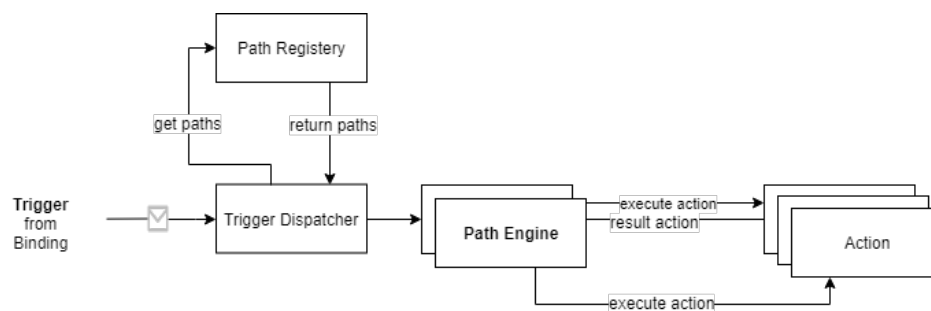 Path Registery
get paths
return paths
Trigger
from
Binding
Trigger Dispatcher
Path Engine
execute action
result action
Action
execute action